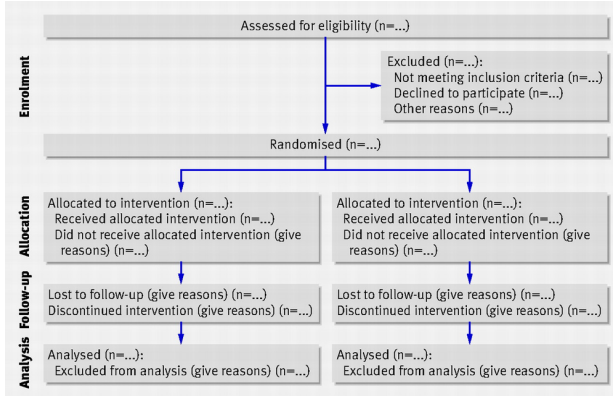 Assessed for eligibility (n=...)
Enrolment
Excluded (n=...):
Not meeting inclusion criteria (n=...)
Declined to participate (n=...)
Other reasons (n=...)
Randomised (n=...)
Allocation
Allocated to intervention (n=...):
Received allocated intervention (n=...)
Did not receive allocated intervention (give
reasons) (n=...)
Allocated to intervention (n=...):
Received allocated intervention (n=...)
Did not receive allocated intervention (give
reasons) (n=...)
Follow-up
Lost to follow-up (give reasons) (n=...)
Discontinued intervention (give reasons) (n=...)
Lost to follow-up (give reasons) (n=...)
Discontinued intervention (give reasons) (n=...)
Analysis
Analysed (n=...):
Excluded from analysis (give reasons) (n=...)
Analysed (n=...):
Excluded from analysis (give reasons) (n=...)